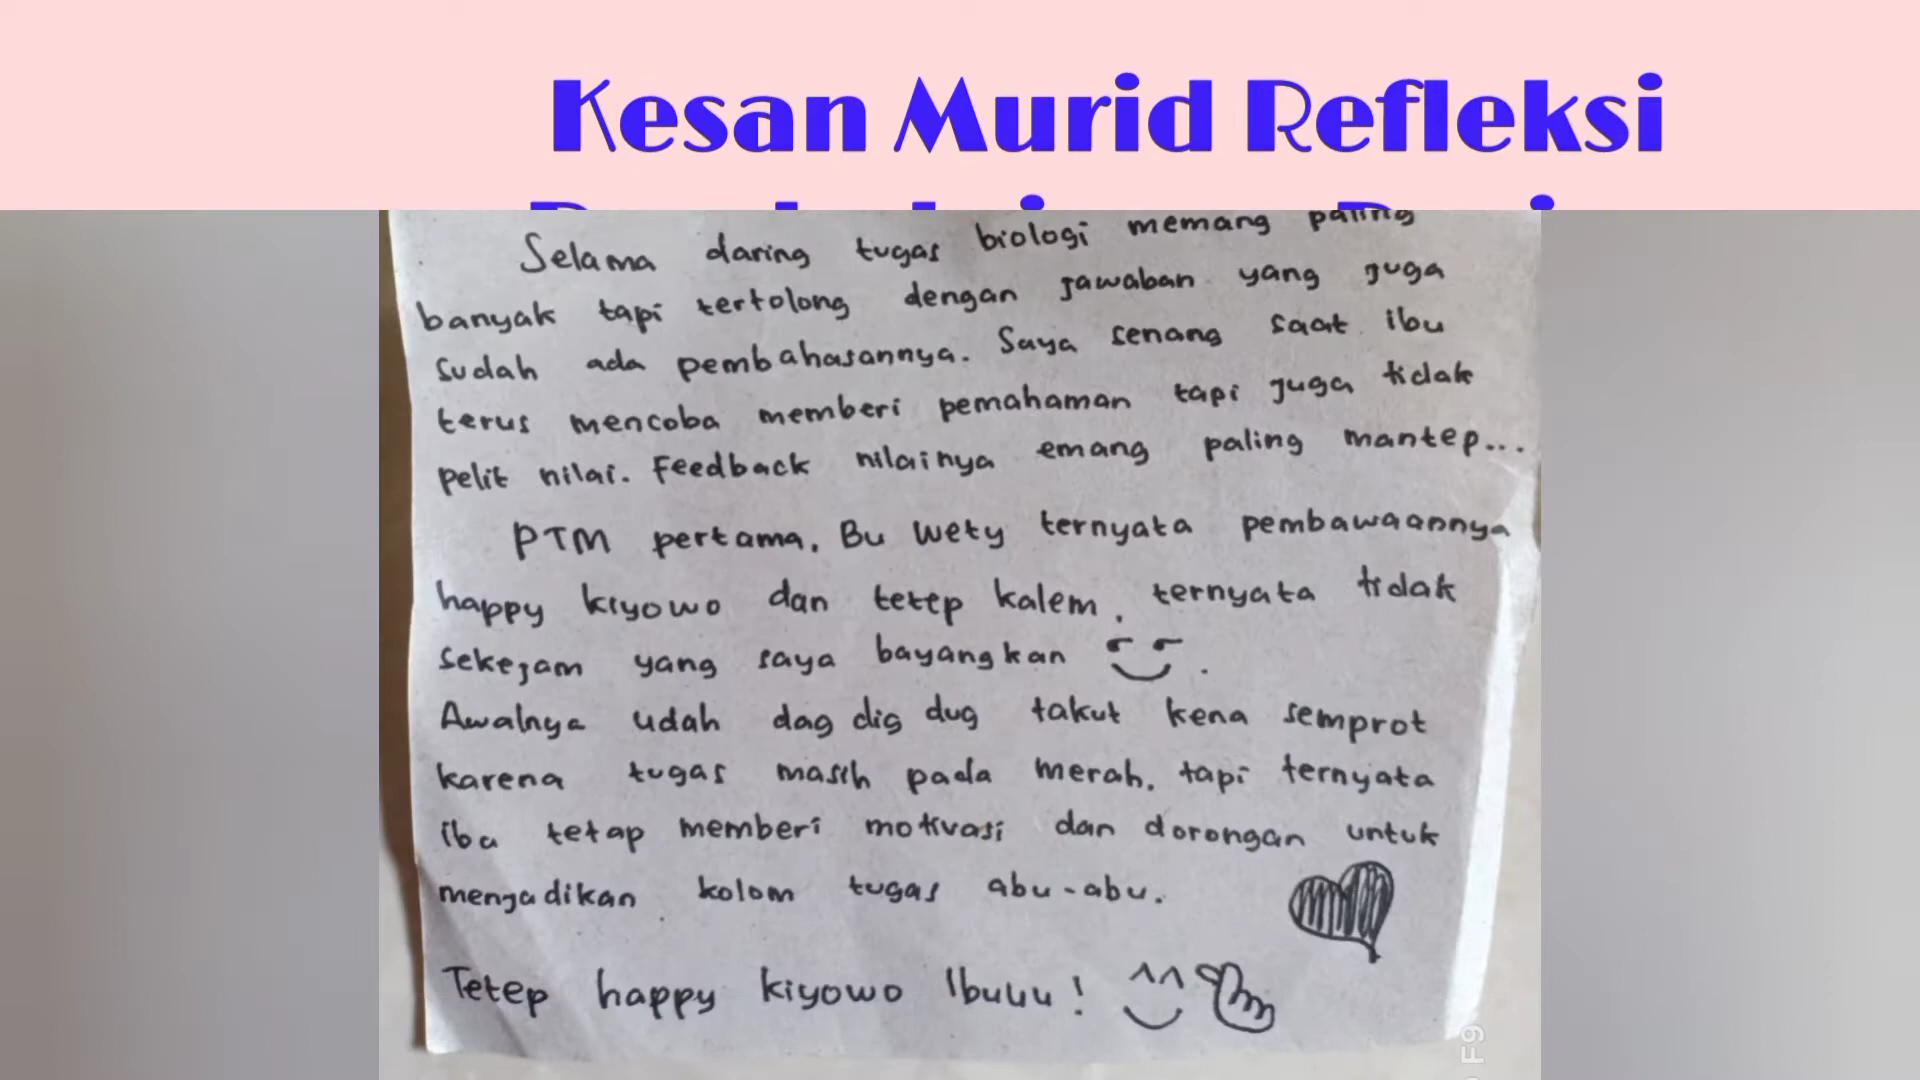 Kesan Murid Refleksi
Selama daring tugas biologi memang paling
banyak tapi tertolong dengan jawaban yang juga
sudah ada pembahasannya. Saya senang saat ibu
terus mencoba memberi pemahaman tapi juga tidak
pelit nilai. Feedback nilainya emang paling mantep...
PTM pertama, Bu Wety ternyata pembawaannya
happy kiyowo dan tetep kalem, ternyata tidak
sekejam yang saya bayangkan
Awalnya udah dag dig dug takut kena semprot
karena tugas masih pada merah, tapi ternyata
iba tetap memberi motivasi dan dorongan untuk
menjadikan kolom tugas abu-abu.
Tetep happy kiyowo Ibuuu! ^^
F9